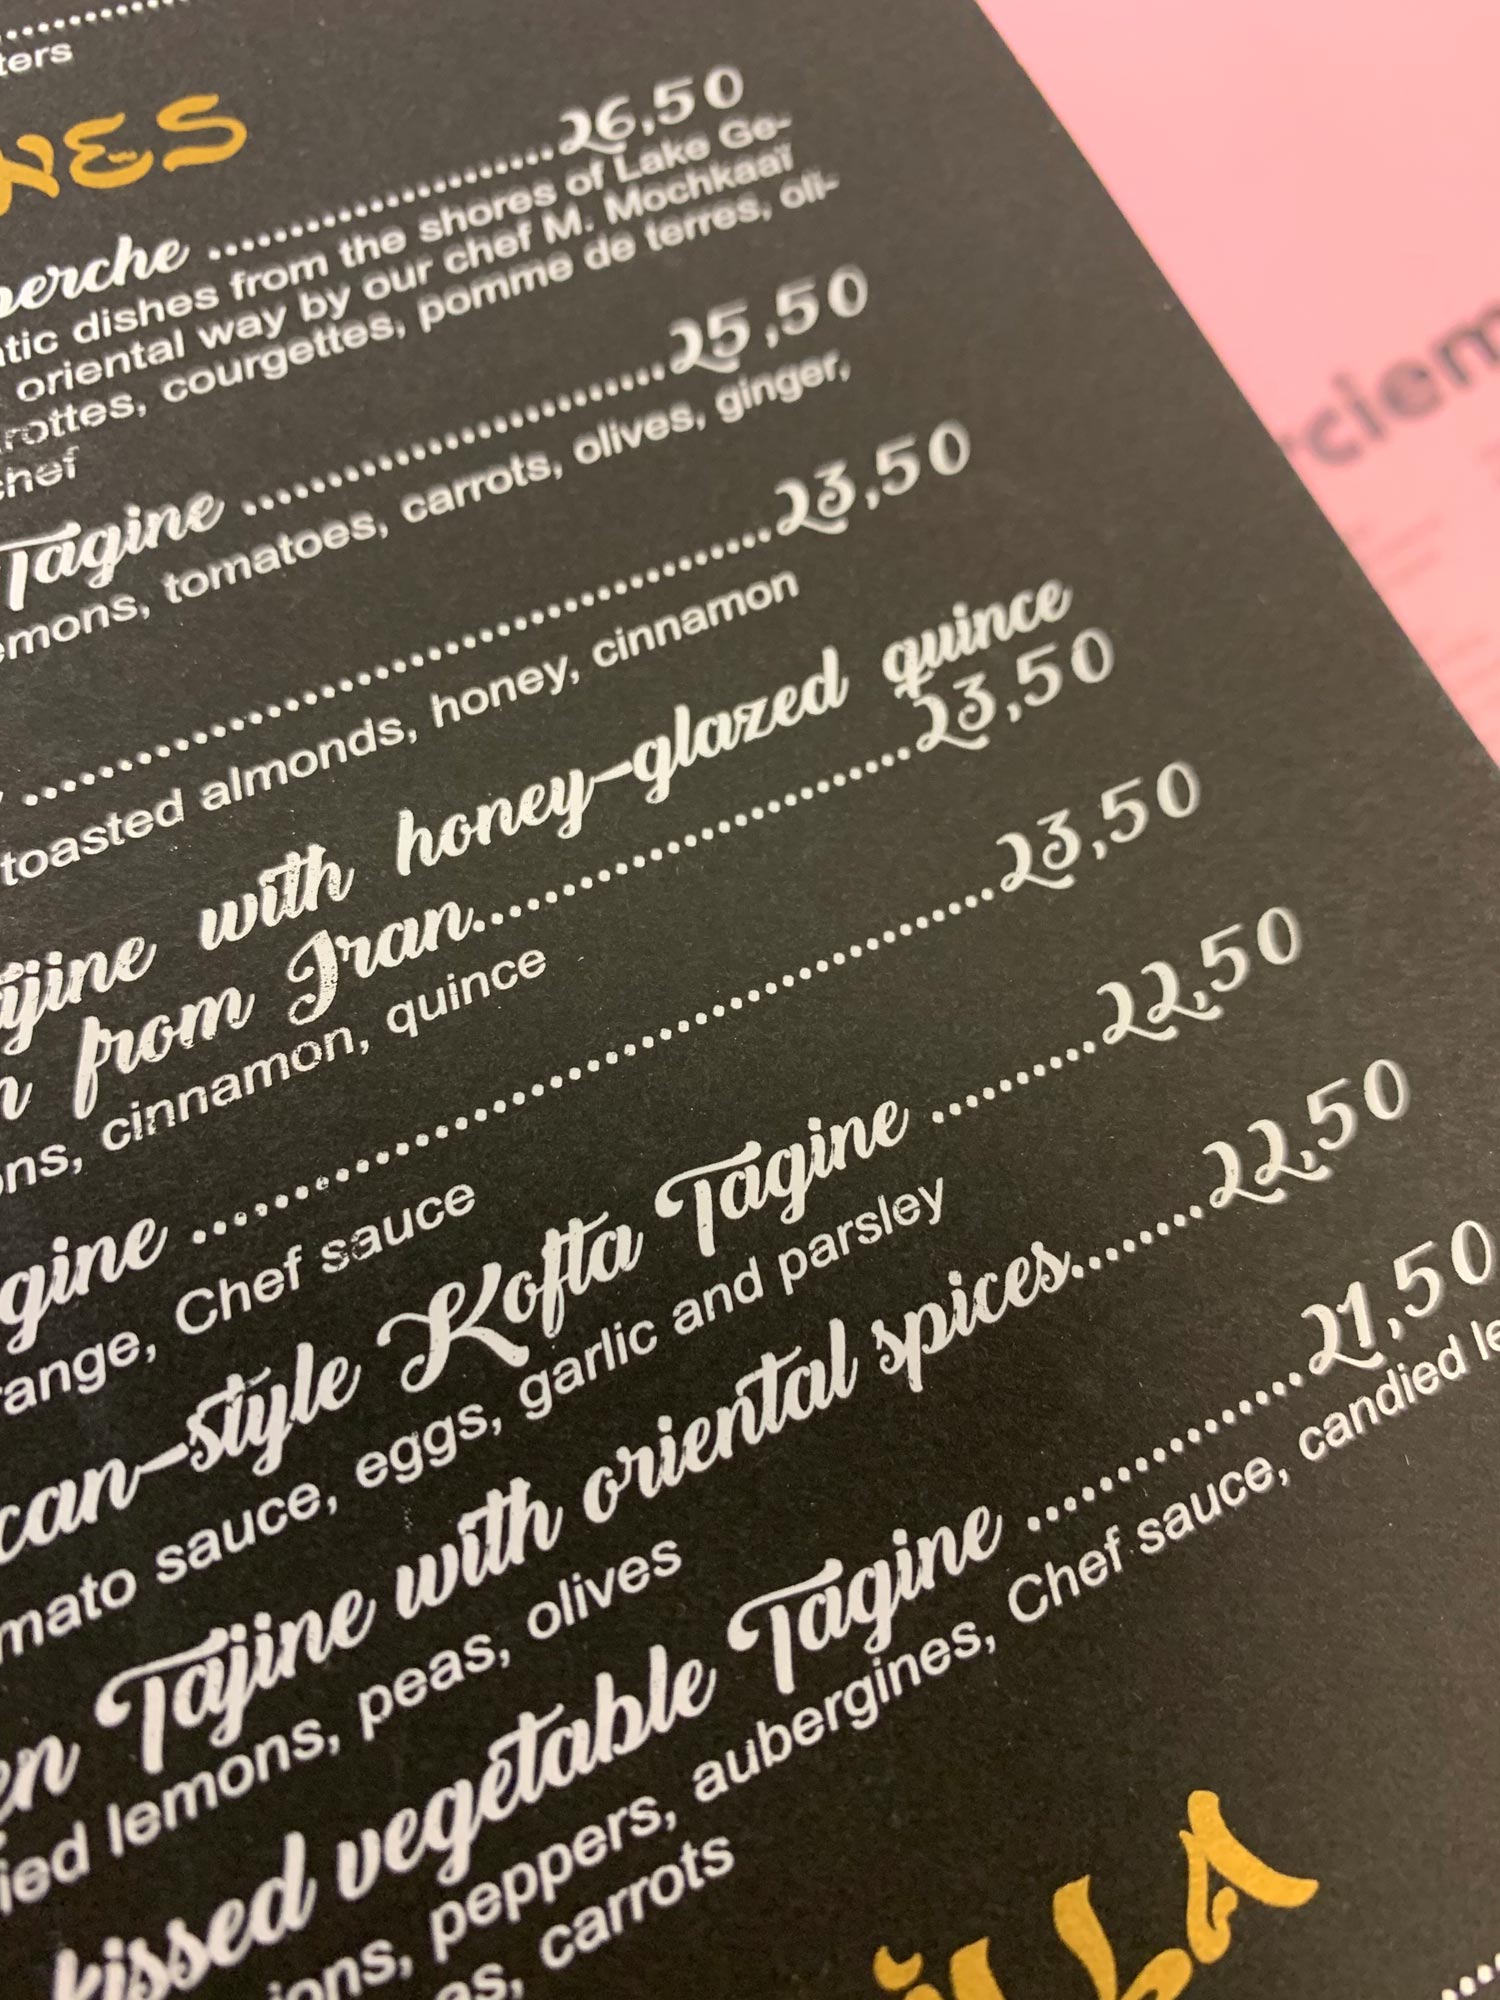 ters
NES
perche ........................................26,50
tic dishes from the shores of Lake Ge-
oriental way by our chef M. Mochkaaï
rottes, courgettes, pomme de terres, oli-
chef
Tagine ..................................................25,50
emons, tomatoes, carrots, olives, ginger,
..................................................................23,50
toasted almonds, honey, cinnamon
ajine with honey-glazed quince
from Iran..................................................23,50
ons, cinnamon, quince
gine ..................................................................23,50
range, Chef sauce
can-style Kofta Tagine .............22,50
mato sauce, eggs, garlic and parsley
en Tajine with oriental spices..........22,50
ied lemons, peas, olives
kissed vegetable Tagine .....................21,50
ions, peppers, aubergines, Chef sauce, candied le
es, carrots
rciem